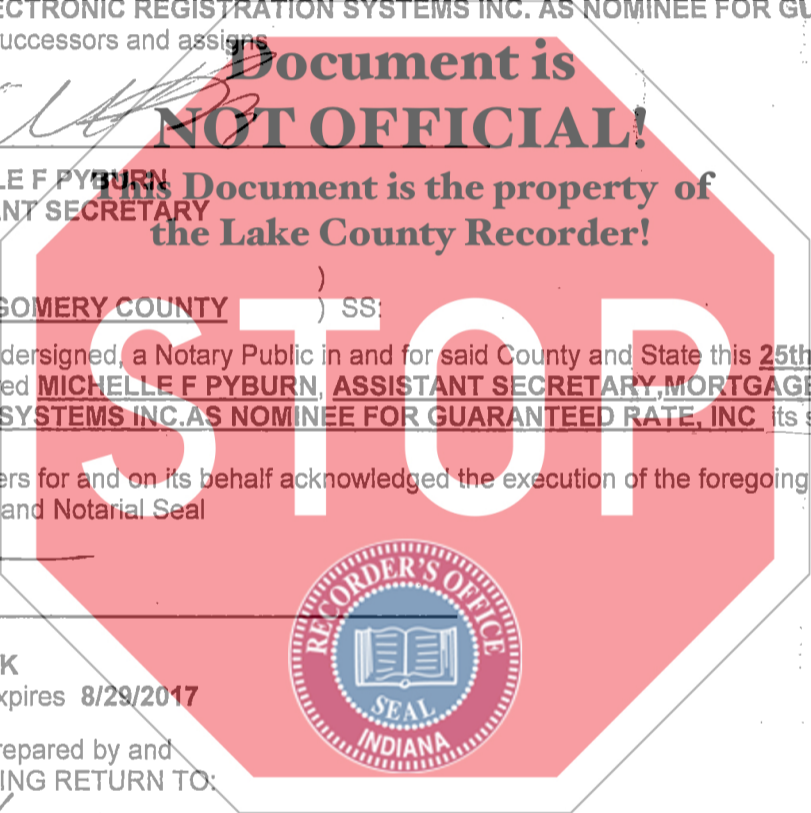 ECTRONIC REGISTRATION SYSTEMS INC. AS NOMINEE FOR GU
uccessors and assigns
Document is
NOT OFFICIAL!
LE F PYBURN
This Document is the property of
NT SECRETARY
the Lake County Recorder!
)
GOMERY COUNTY ) SS:
STOP
dersigned, a Notary Public in and for said County and State this 25th
ed MICHELLE F PYBURN, ASSISTANT SECRETARY,MORTGAGE
SYSTEMS INC.AS NOMINEE FOR GUARANTEED RATE, INC its s
ers for and on its behalf acknowledged the execution of the foregoing
and Notarial Seal
RECORDER'S OFFICE
SEAL
INDIANA
K
xpires 8/29/2017
repared by and
ING RETURN TO: